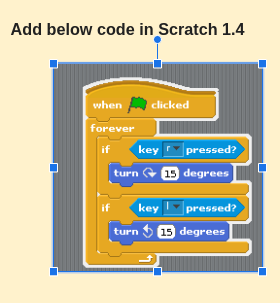 Add below code in Scratch 1.4
when clicked
forever
if key r pressed?
turn 15 degrees
if key l pressed?
turn 15 degrees